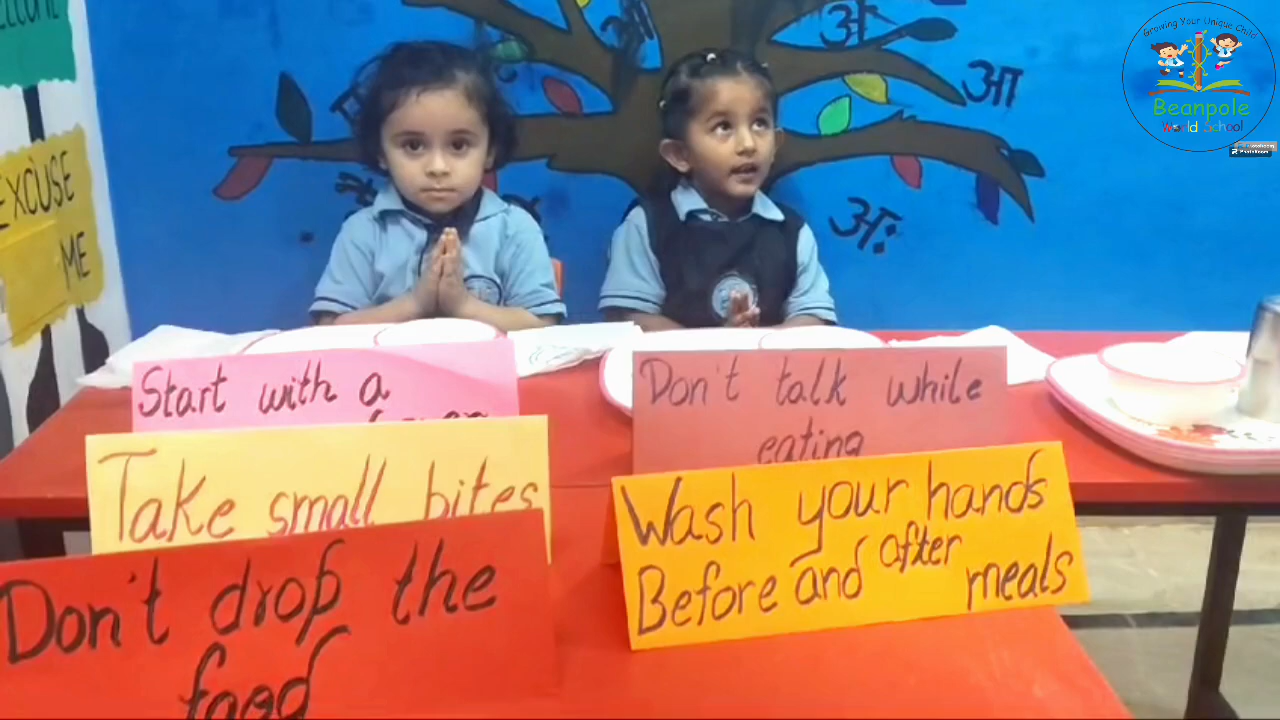 EXCUSE
ME
अ
आ
अः
Growing Your Unique Child
Beanpole
World School
Start with a
Take small bites
Don't drop the
food
Don't talk while
eating
Wash your hands
Before and after
meals